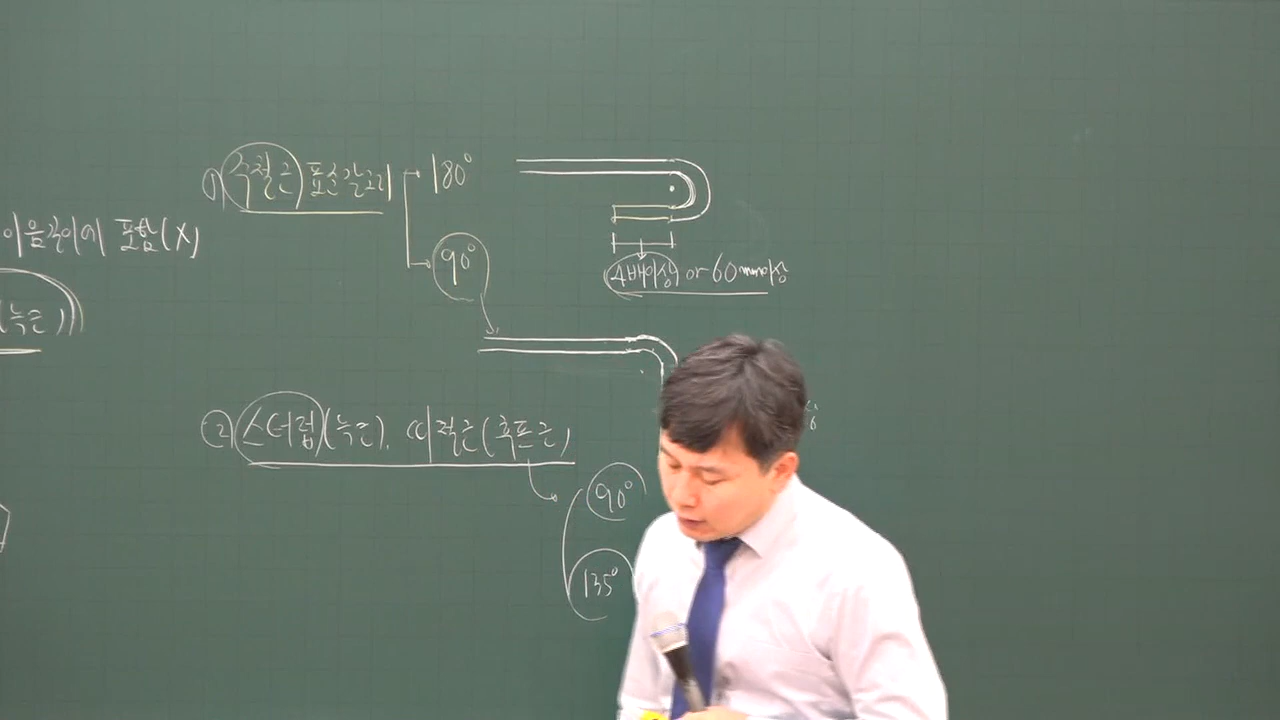 ① 주철근 표준갈고리 180°
이음길이에 포함(X)
90°
4배이상 or 60mm이상
(늑근)
② 스터럽(늑근), 띠철근(축프근)
90°
135°